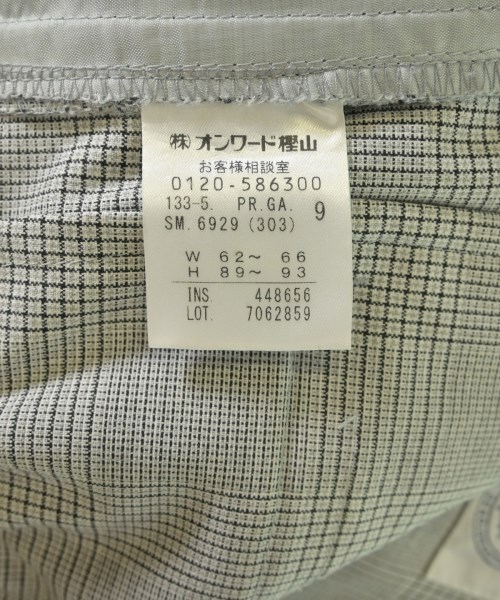 ㈱オンワード樫山
お客様相談室
0120-586300
133-5. PR.GA. 9
SM.6929 (303)
W 62～ 66
H 89～ 93
INS. 448656
LOT. 7062859